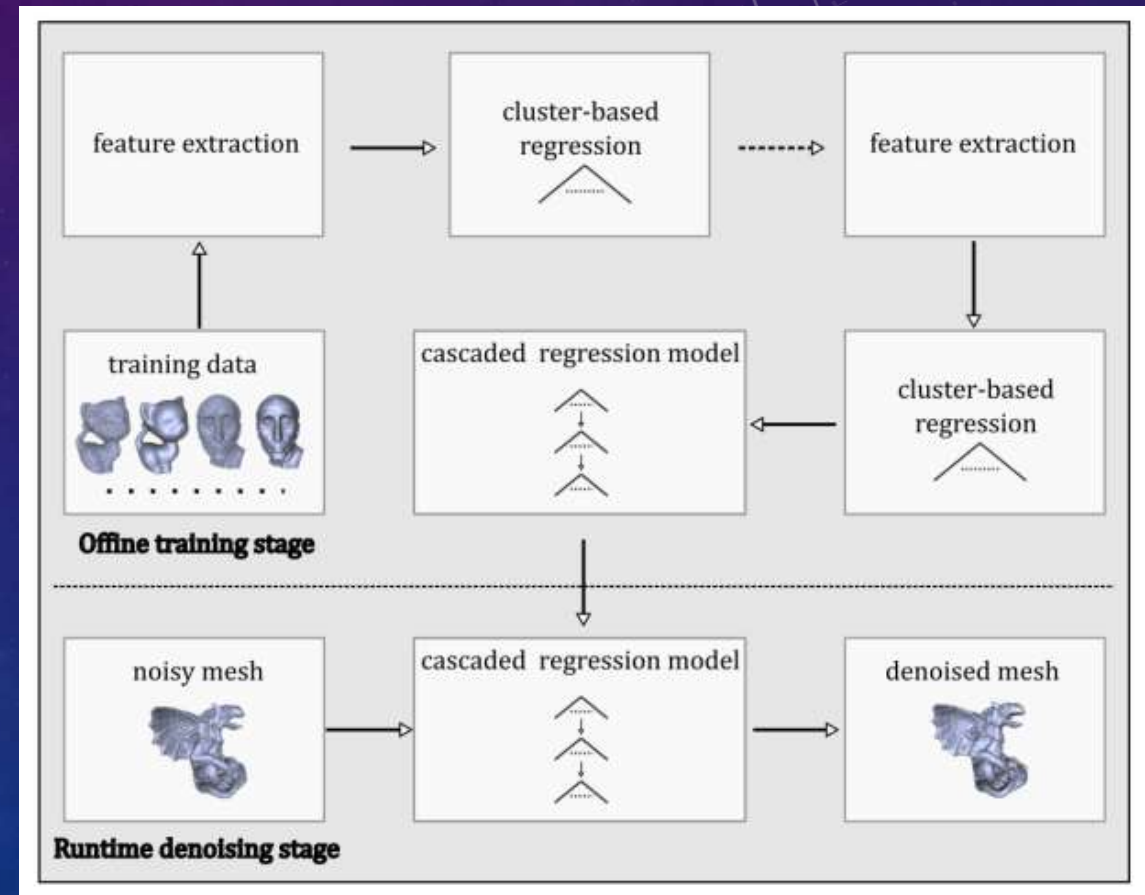 feature extraction
cluster-based
regression
feature extraction
training data
cascaded  regression model
cluster-based
regression
Offine training stage
noisy mesh
cascaded  regression model
denoised mesh
Runtime denoising stage